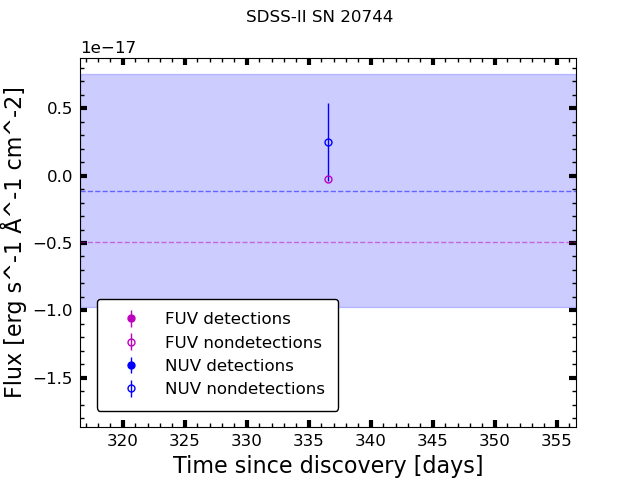 SDSS-II SN 20744
1e−17
0.5
0.0
−0.5
−1.0
−1.5
Flux [erg s^-1 Å^-1 cm^-2]
FUV detections
FUV nondetections
NUV detections
NUV nondetections
320 325 330 335 340 345 350 355
Time since discovery [days]